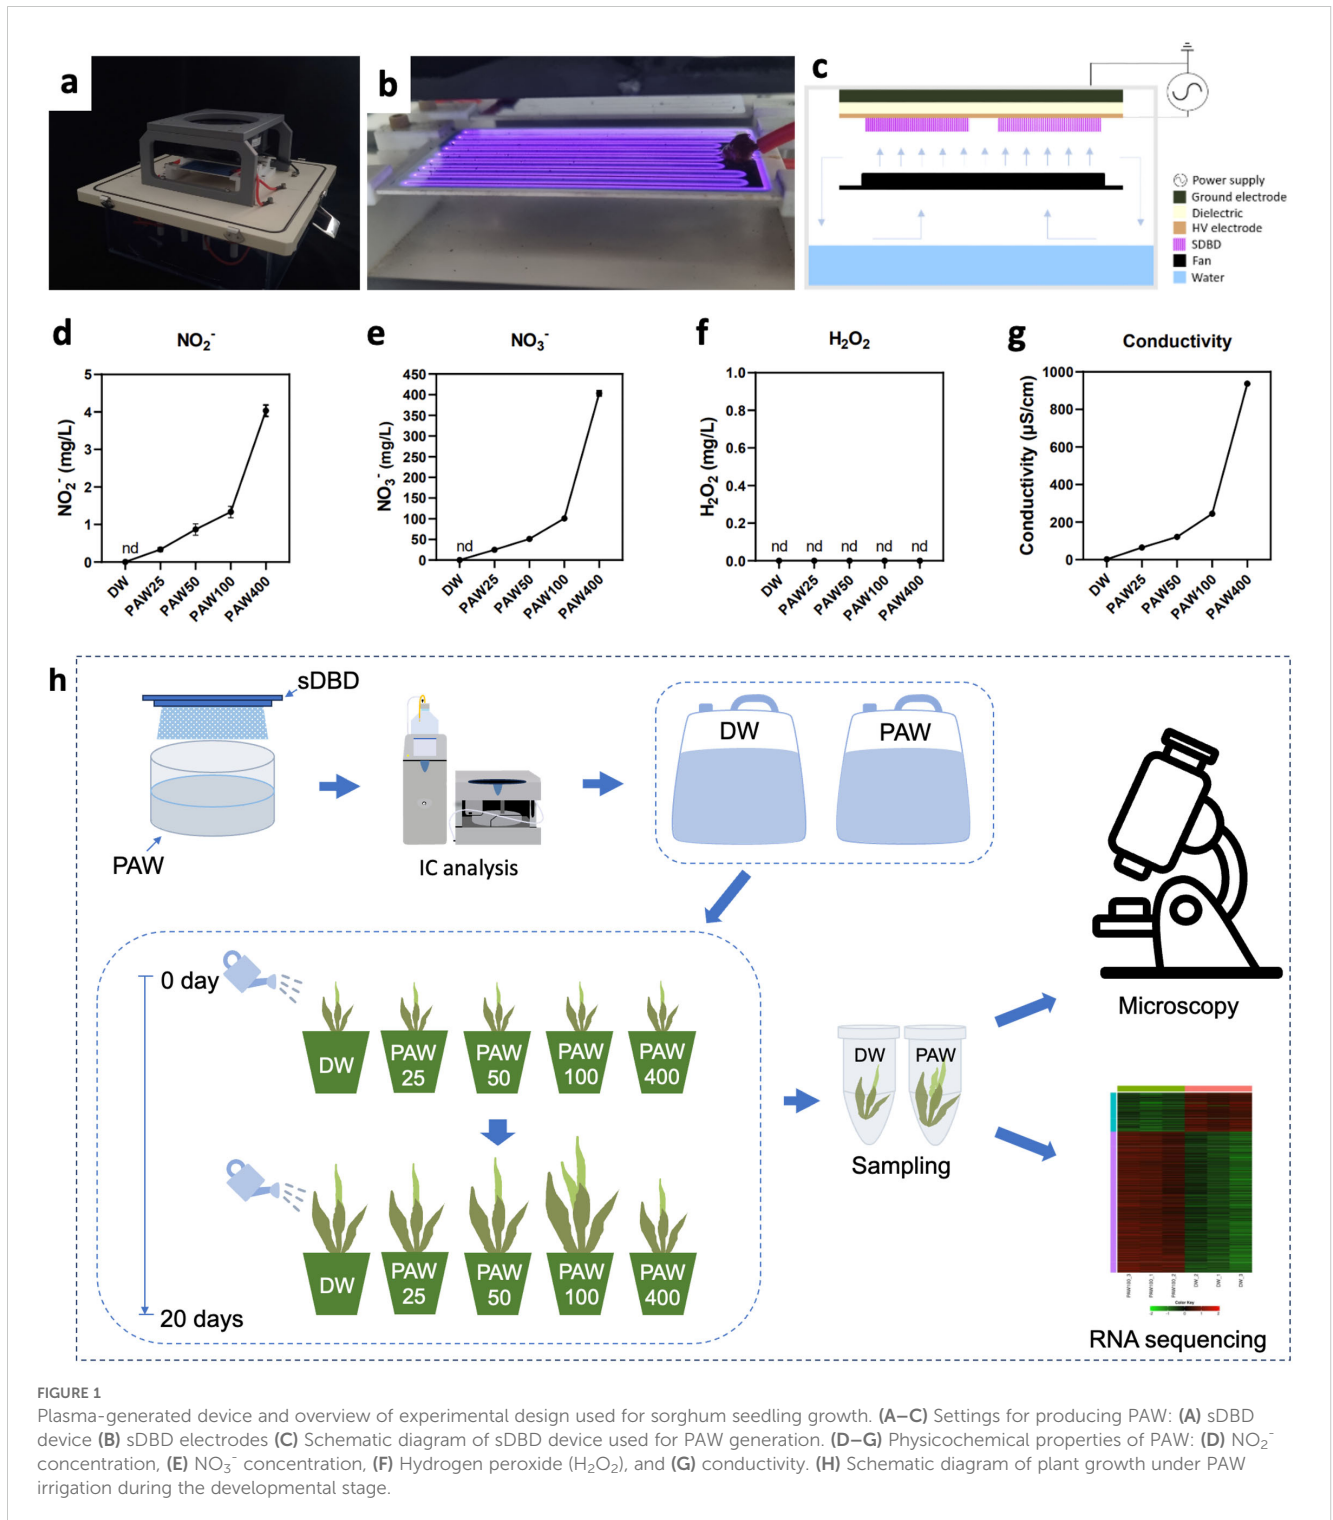 a
b
c
Power supply
Ground electrode
Dielectric
HV electrode
SDBD
Fan
Water
d
NO₂⁻
NO₂⁻ (mg/L)
5
4
3
2
1
0
nd
DW
PAW25
PAW50
PAW100
PAW400
e
NO₃⁻
NO₃⁻ (mg/L)
450
400
350
300
250
200
150
100
50
0
nd
DW
PAW25
PAW50
PAW100
PAW400
f
H₂O₂
H₂O₂ (mg/L)
1.0
0.8
0.6
0.4
0.2
0.0
nd nd nd nd nd
DW
PAW25
PAW50
PAW100
PAW400
g
Conductivity
Conductivity (µS/cm)
1000
800
600
400
200
0
DW
PAW25
PAW50
PAW100
PAW400
h
sDBD
PAW
IC analysis
DW
PAW
0 day
DW
PAW 25
PAW 50
PAW 100
PAW 400
20 days
DW
PAW 25
PAW 50
PAW 100
PAW 400
DW
PAW
Sampling
Microscopy
PAW100_3
PAW100_1
PAW100_2
DW_2
DW_1
DW_3
Color Key
RNA sequencing
FIGURE 1
Plasma-generated device and overview of experimental design used for sorghum seedling growth. (A–C) Settings for producing PAW: (A) sDBD
device (B) sDBD electrodes (C) Schematic diagram of sDBD device used for PAW generation. (D–G) Physicochemical properties of PAW: (D) NO₂⁻
concentration, (E) NO₃⁻ concentration, (F) Hydrogen peroxide (H₂O₂), and (G) conductivity. (H) Schematic diagram of plant growth under PAW
irrigation during the developmental stage.